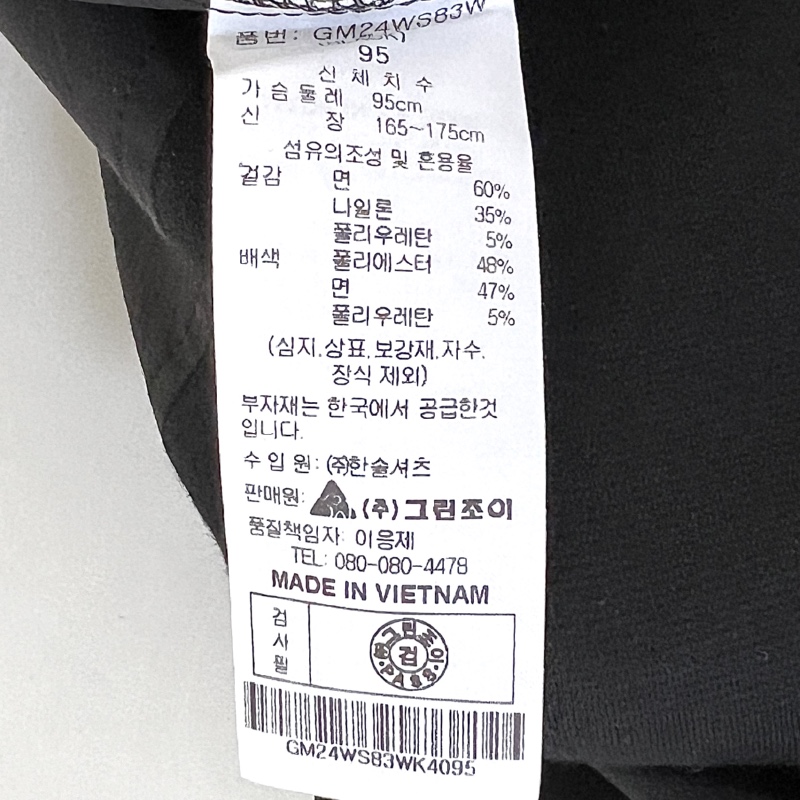 품번: GM24WS83W
95
신 체 치 수
가 슴 둘 레 95cm
신 장 165~175cm
섬유의조성 및 혼용율
겉감 면 60%
나일론 35%
폴리우레탄 5%
배색 폴리에스터 48%
면 47%
폴리우레탄 5%
(심지.상표.보강재.자수.
장식 제외)
부자재는 한국에서 공급한것
입니다.
수 입 원: (주)한술셔츠
판매원: (주)그린조이
품질책임자: 이응제
TEL: 080-080-4478
MADE IN VIETNAM
검사필
그린조이
검
PASS
GM24WS83WK4095